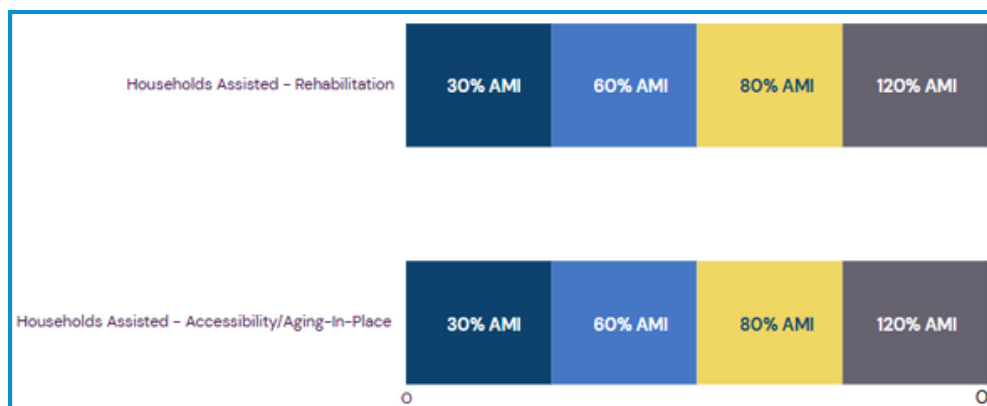 Households Assisted - Rehabilitation 30% AMI 60% AMI 80% AMI 120% AMI
Households Assisted - Accessibility/Aging-In-Place 30% AMI 60% AMI 80% AMI 120% AMI
0 0